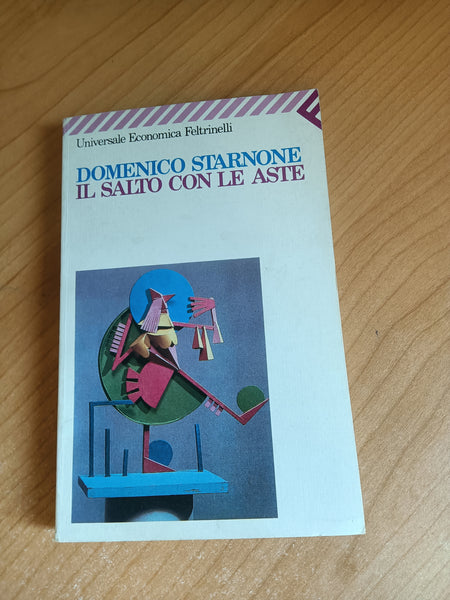 Universale Economica Feltrinelli
DOMENICO STARNONE
IL SALTO CON LE ASTE